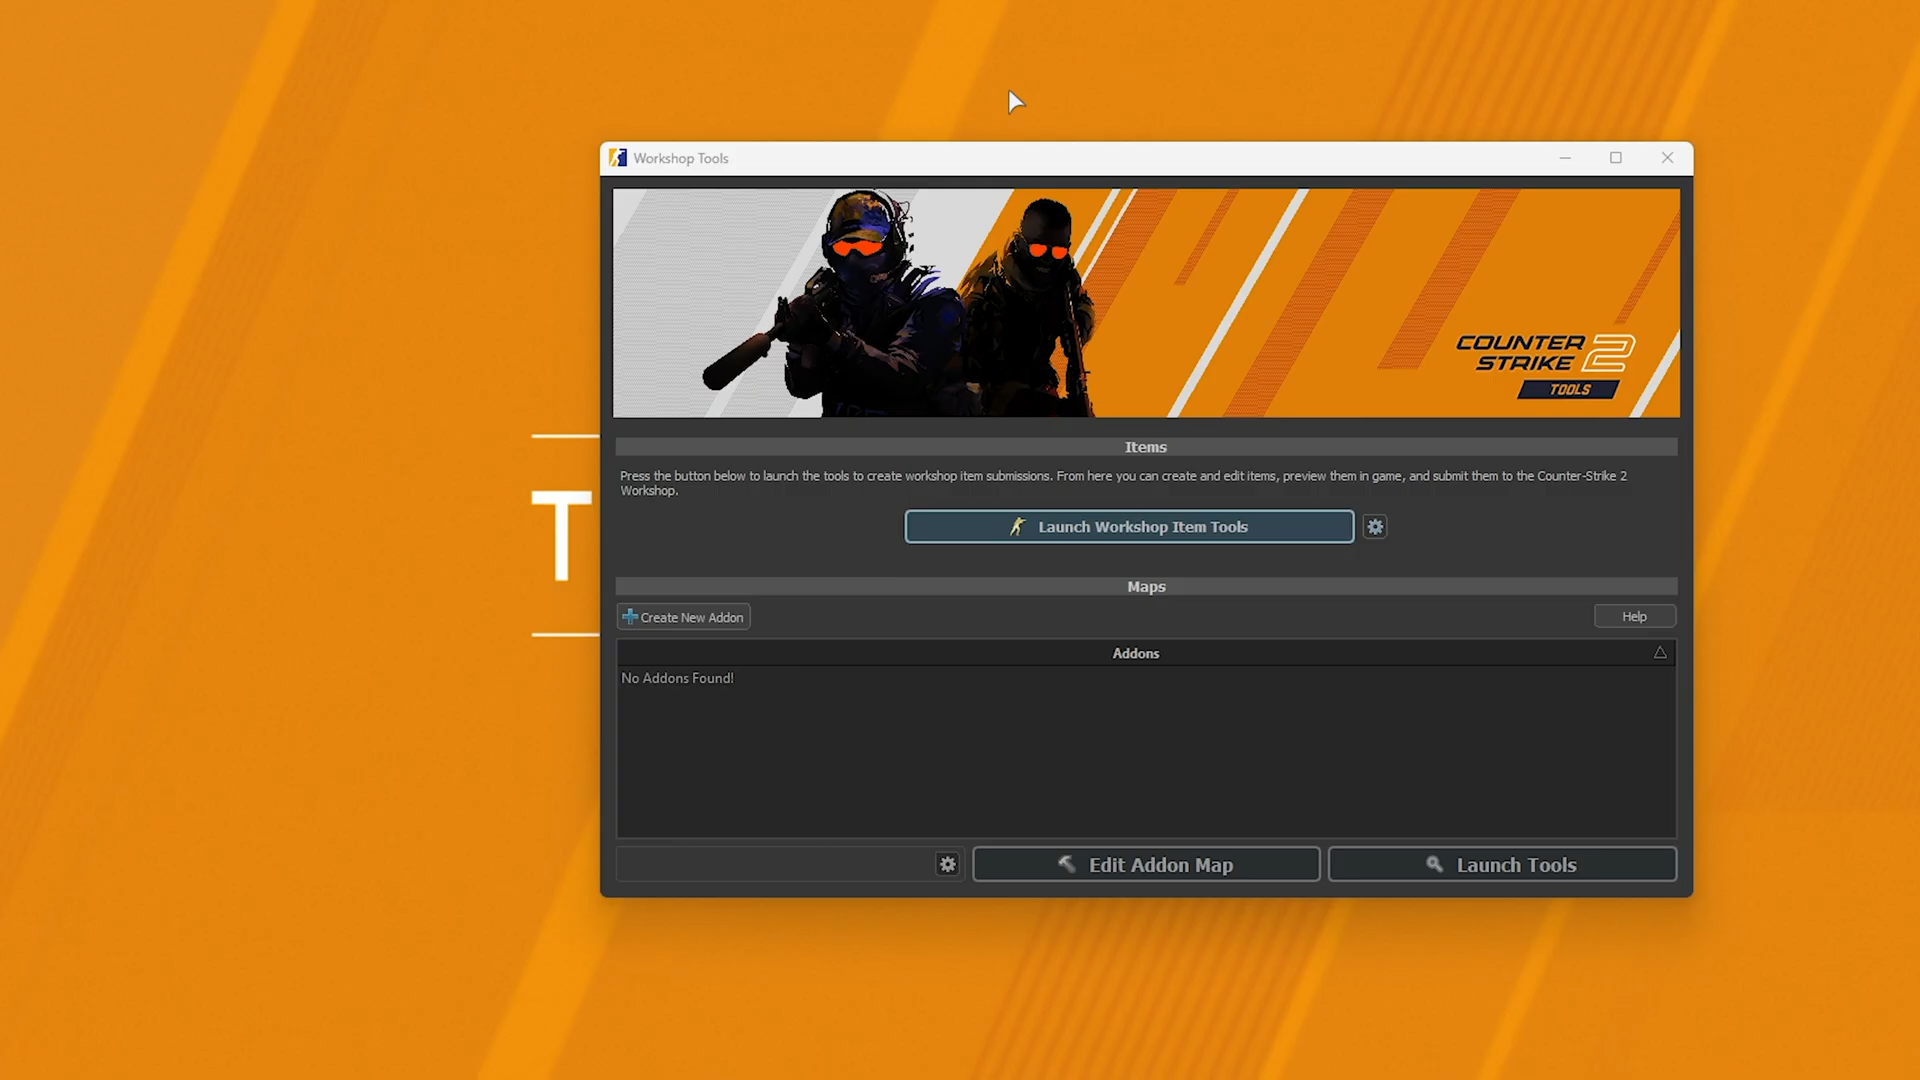 Workshop Tools
COUNTER
STRIKE 2
TOOLS
Items
Press the button below to launch the tools to create workshop item submissions. From here you can create and edit items, preview them in game, and submit them to the Counter-Strike 2
Workshop.
Launch Workshop Item Tools
Maps
Create New Addon
Help
Addons
No Addons Found!
T
Edit Addon Map
Launch Tools